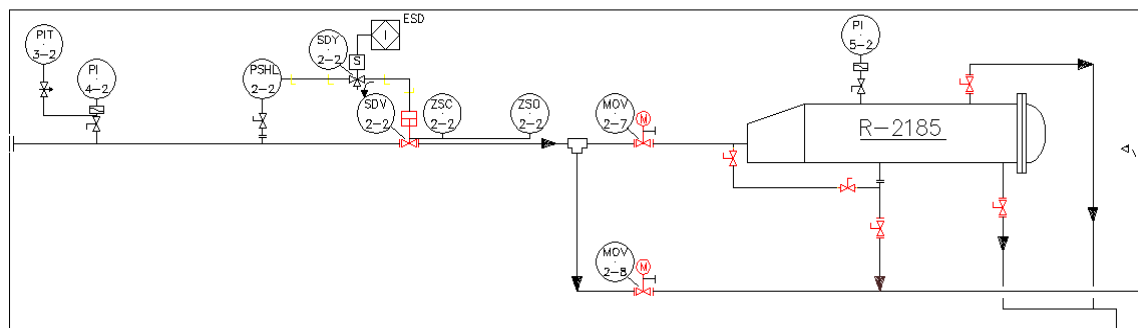 ESD
I
PIT
3-2
PI
4-2
PSHL
2-2
SDY
2-2
S
SDV
2-2
ZSC
2-2
ZSO
2-2
MOV
2-7
M
PI
5-2
R-2185
MOV
2-8
M